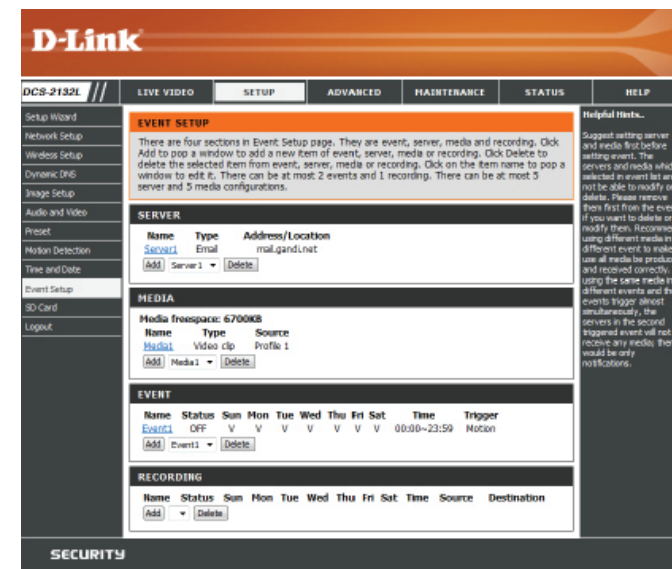 D-Link
DCS-2132L // LIVE VIDEO SETUP ADVANCED MAINTENANCE STATUS HELP
Setup Wizard
Network Setup
Wireless Setup
Dynamic DNS
Image Setup
Audio and Video
Preset
Motion Detection
Time and Date
Event Setup
SD Card
Logout
EVENT SETUP
There are four sections in Event Setup page. They are event, server, media and recording. Click
Add to pop a window to add a new item of event, server, media or recording. Click Delete to
delete the selected item from event, server, media or recording. Click on the item name to pop a
window to edit it. There can be at most 2 events and 1 recording. There can be at most 5
server and 5 media configurations.
SERVER
Name Type Address/Location
Server1 Email mail.gandi.net
Add Server1 Delete
MEDIA
Media freespace: 6700KB
Name Type Source
Media1 Video clip Profile 1
Add Media1 Delete
EVENT
Name Status Sun Mon Tue Wed Thu Fri Sat Time Trigger
Event1 OFF V V V V V V V 00:00~23:59 Motion
Add Event1 Delete
RECORDING
Name Status Sun Mon Tue Wed Thu Fri Sat Time Source Destination
Add Delete
Helpful Hints..
Suggest setting server
and media first before
setting event. The
servers and media
selected in event list
not be able to modify or
delete. Please remove
them first from the
if you want to delete or
modify them.
using different media in
different event to make
use all media be
and received correctly.
using the same media in
different events and
events trigger almost
simultaneously, the
servers in the second
triggered event will not
receive any media;
would be only
notifications.
SECURITY